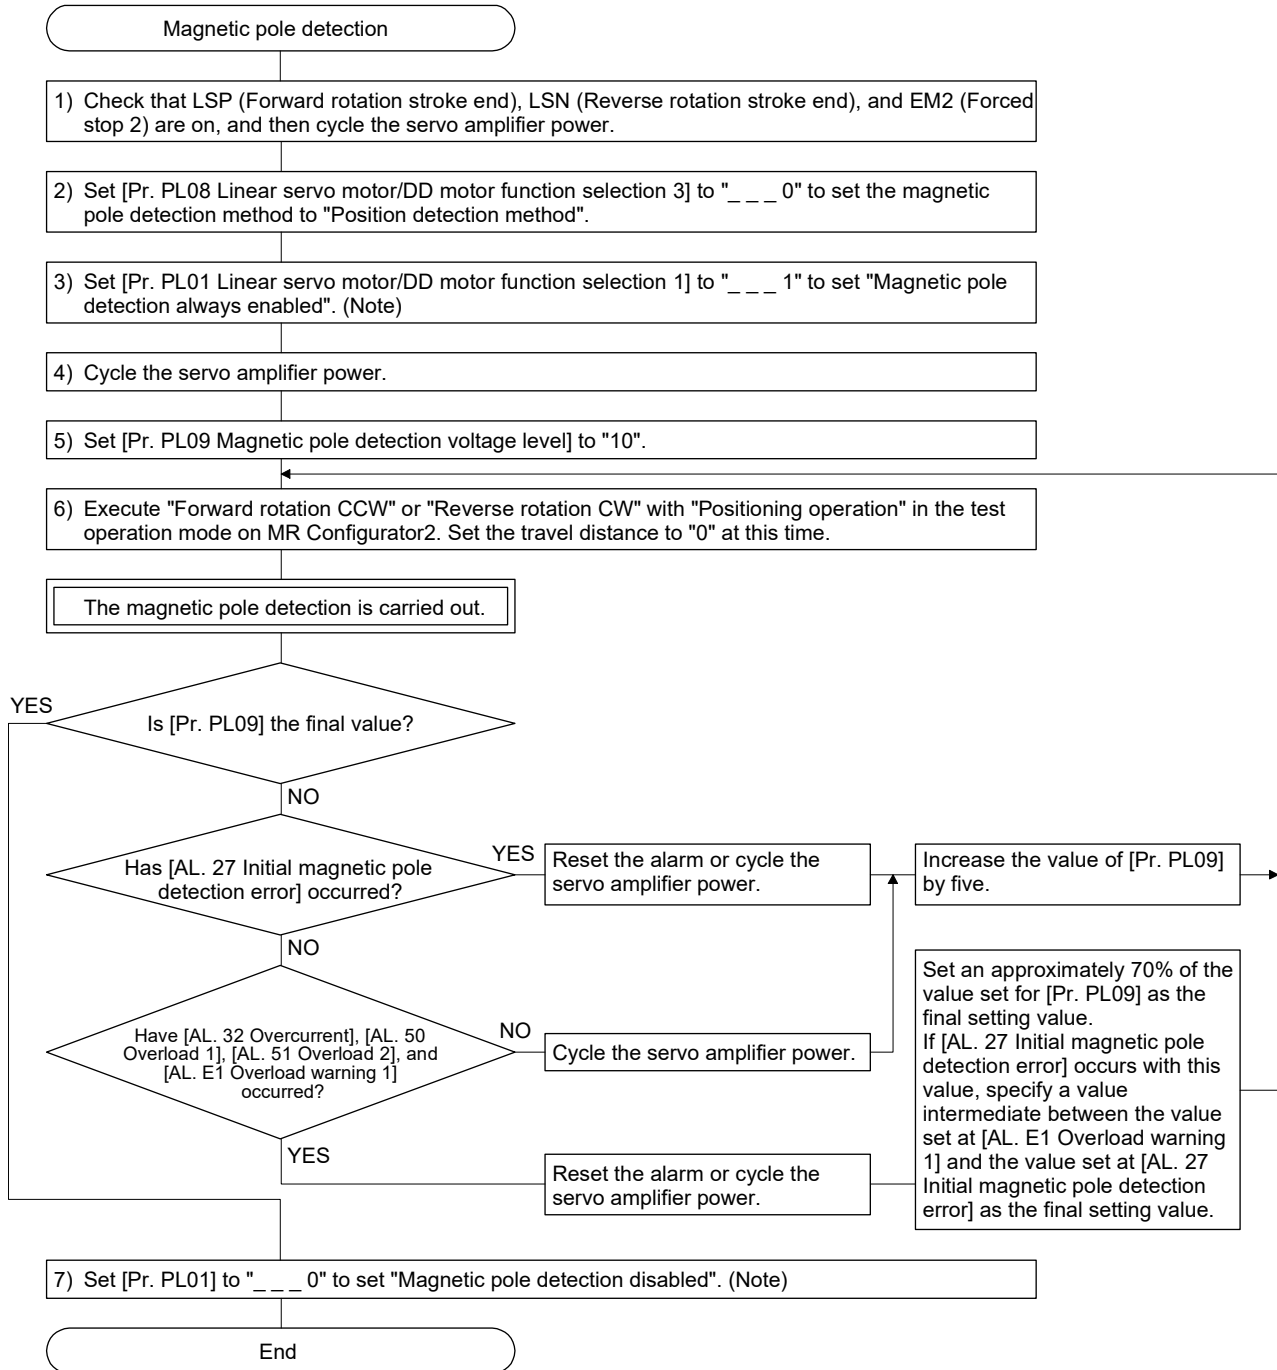 Magnetic pole detection
1) Check that LSP (Forward rotation stroke end), LSN (Reverse rotation stroke end), and EM2 (Forced
stop 2) are on, and then cycle the servo amplifier power.
2) Set [Pr. PL08 Linear servo motor/DD motor function selection 3] to "_ _ _ 0" to set the magnetic
pole detection method to "Position detection method".
3) Set [Pr. PL01 Linear servo motor/DD motor function selection 1] to "_ _ _ 1" to set "Magnetic pole
detection always enabled". (Note)
4) Cycle the servo amplifier power.
5) Set [Pr. PL09 Magnetic pole detection voltage level] to "10".
6) Execute "Forward rotation CCW" or "Reverse rotation CW" with "Positioning operation" in the test
operation mode on MR Configurator2. Set the travel distance to "0" at this time.
The magnetic pole detection is carried out.
YES
Is [Pr. PL09] the final value?
NO
Has [AL. 27 Initial magnetic pole
detection error] occurred?
YES
Reset the alarm or cycle the
servo amplifier power.
Increase the value of [Pr. PL09]
by five.
NO
Have [AL. 32 Overcurrent], [AL. 50
Overload 1], [AL. 51 Overload 2], and
[AL. E1 Overload warning 1]
occurred?
NO
Cycle the servo amplifier power.
YES
Reset the alarm or cycle the
servo amplifier power.
Set an approximately 70% of the
value set for [Pr. PL09] as the
final setting value.
If [AL. 27 Initial magnetic pole
detection error] occurs with this
value, specify a value
intermediate between the value
set at [AL. E1 Overload warning
1] and the value set at [AL. 27
Initial magnetic pole detection
error] as the final setting value.
7) Set [Pr. PL01] to "_ _ _ 0" to set "Magnetic pole detection disabled". (Note)
End